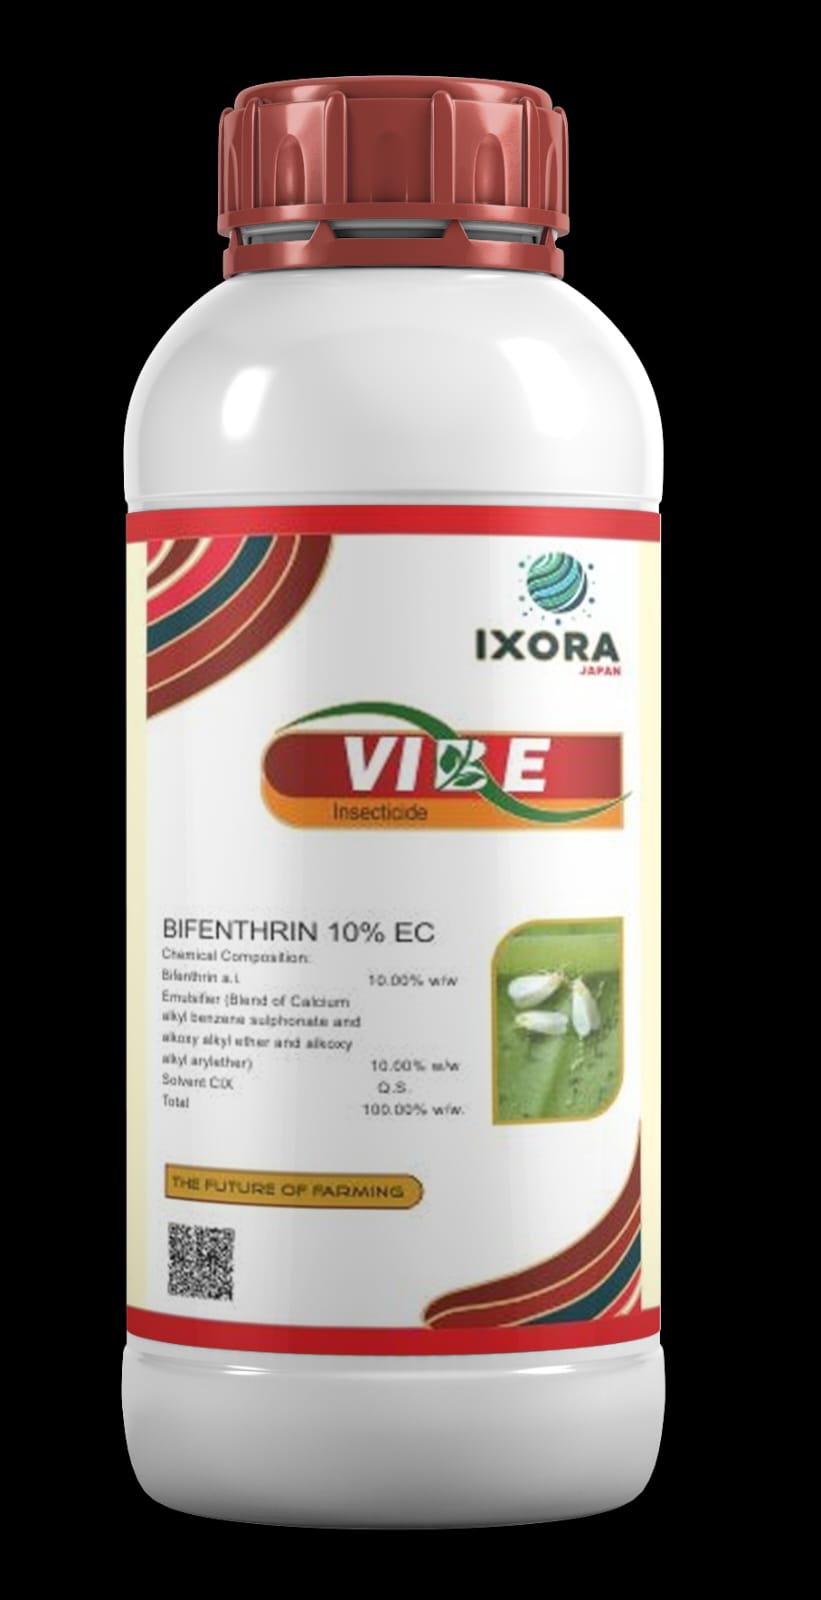 IXORA
JAPAN
VIBE
Insecticide
BIFENTHRIN 10% EC
Chemical Composition:
Bifenthrin a.i. 10.00% w/w
Emulsifier (Blend of Calcium
alkyl benzene sulphonate and
alkoxy alkyl ether and alkoxy
alkyl arylether) 10.00% w/w
Solvent CIX Q.S.
Total 100.00% w/w.
THE FUTURE OF FARMING